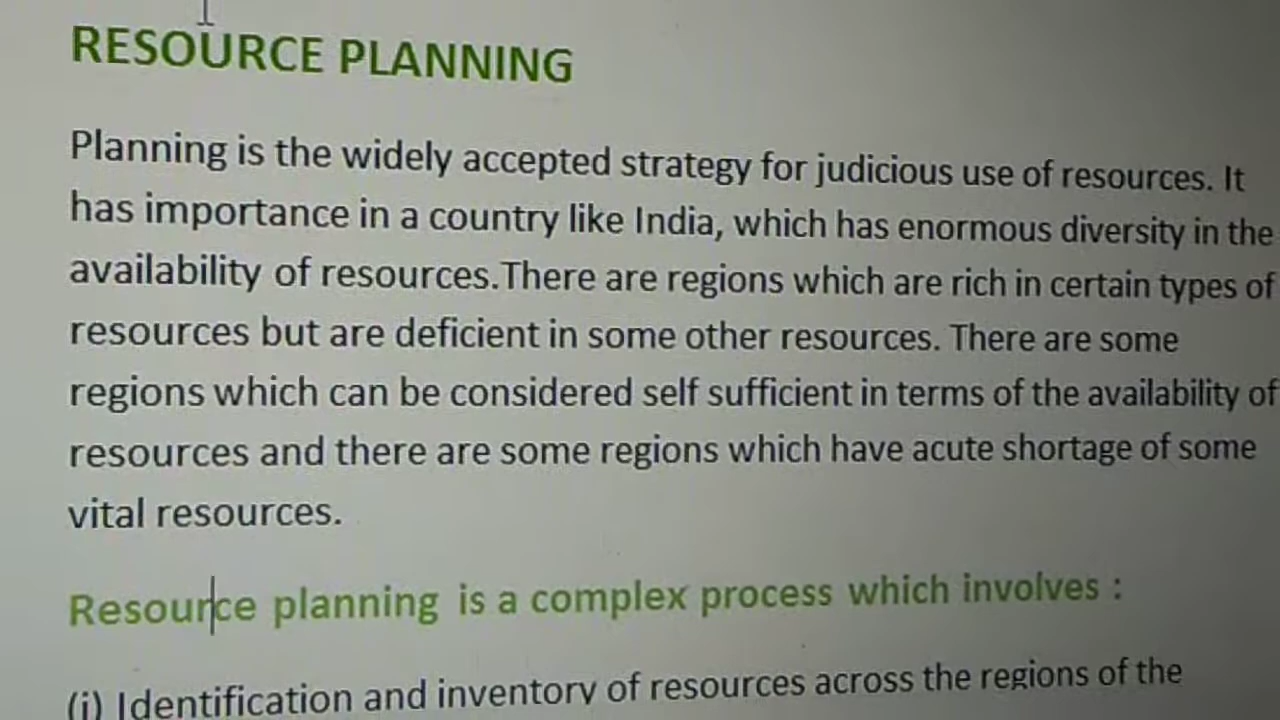 RESOURCE PLANNING
Planning is the widely accepted strategy for judicious use of resources. It
has importance in a country like India, which has enormous diversity in the
availability of resources.There are regions which are rich in certain types of
resources but are deficient in some other resources. There are some
regions which can be considered self sufficient in terms of the availability of
resources and there are some regions which have acute shortage of some
vital resources.
Resource planning is a complex process which involves :
(i) Identification and inventory of resources across the regions of the